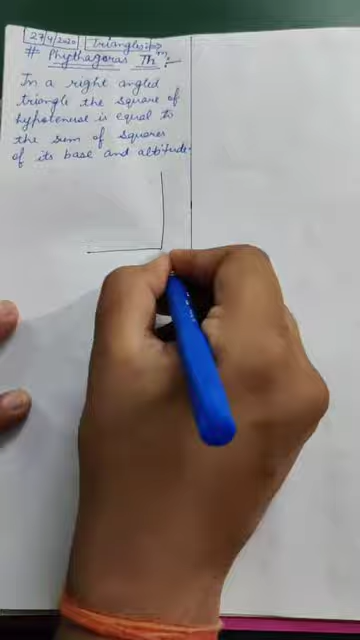 27/4/2020 Triangles
# Phythagoras Thm:-
In a right angled
triangle the square of
hypotenuse is equal to
the sum of squares
of its base and altitude.